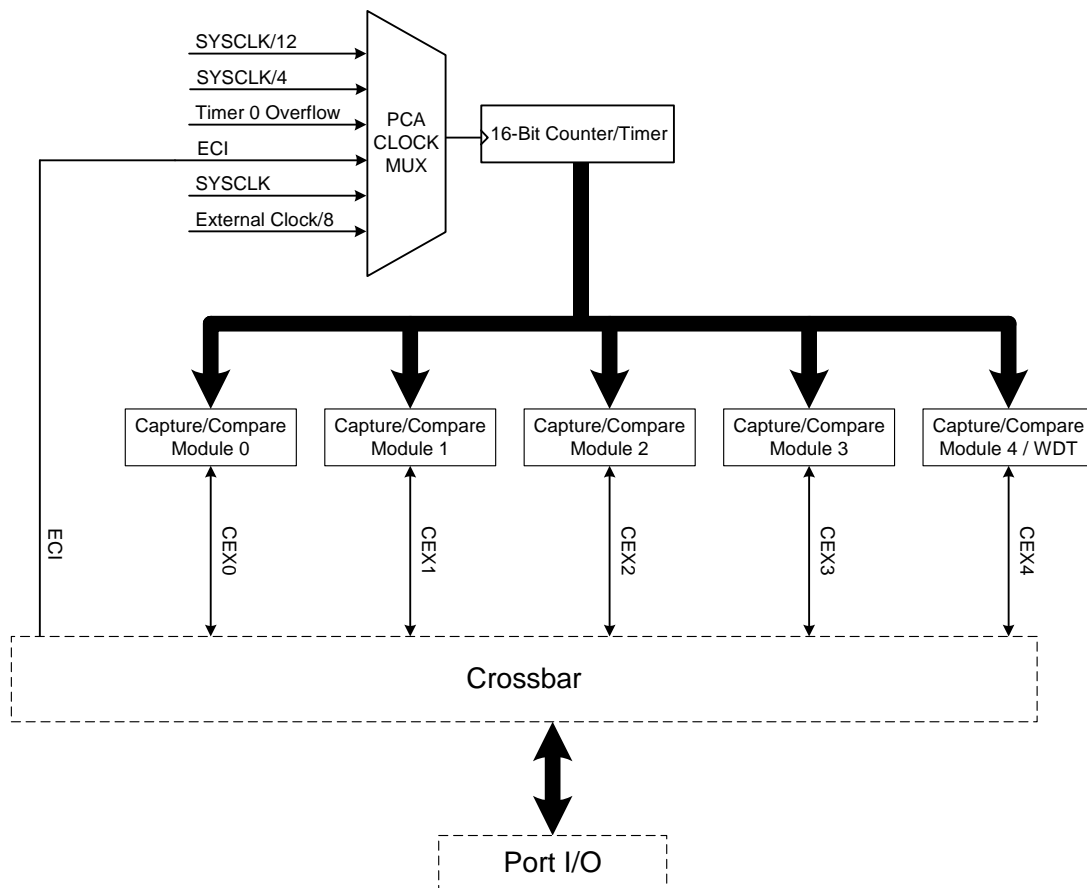 SYSCLK/12
SYSCLK/4
Timer 0 Overflow
ECI
SYSCLK
External Clock/8
PCA
CLOCK
MUX
16-Bit Counter/Timer
Capture/Compare
Module 0
Capture/Compare
Module 1
Capture/Compare
Module 2
Capture/Compare
Module 3
Capture/Compare
Module 4 / WDT
ECI
CEX0
CEX1
CEX2
CEX3
CEX4
Crossbar
Port I/O